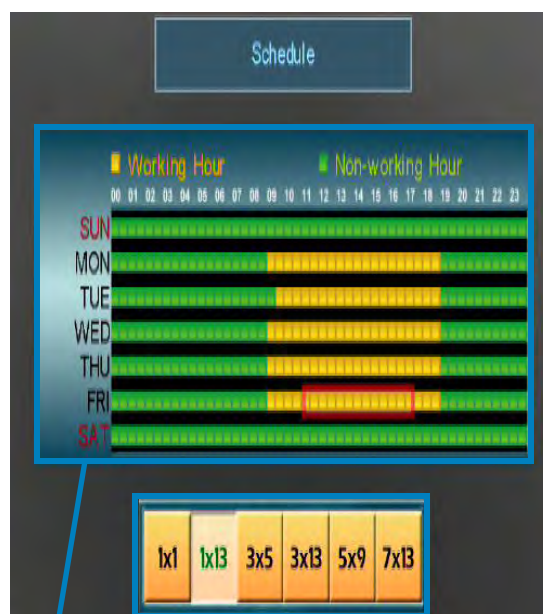 Schedule
Working Hour Non-working Hour
00 01 02 03 04 05 06 07 08 09 10 11 12 13 14 15 16 17 18 19 20 21 22 23
SUN
MON
TUE
WED
THU
FRI
SAT
1x1 1x13 3x5 3x13 5x9 7x13